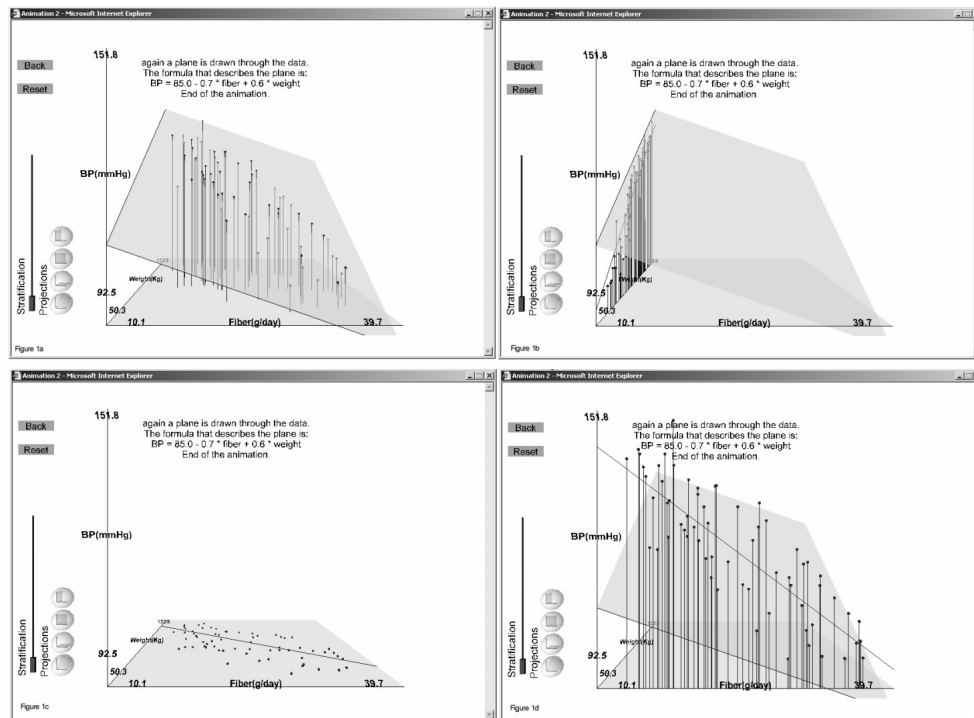 Animation 2 - Microsoft Internet Explorer
151.8
Back
Reset
again a plane is drawn through the data.
The formula that describes the plane is:
BP = 85.0 - 0.7 * fiber + 0.6 * weight
End of the animation.
BP(mmHg)
Stratification
Projections
Weight(Kg)
92.5
50.3
10.1
Fiber(g/day)
39.7
Figure 1a
Animation 2 - Microsoft Internet Explorer
151.8
Back
Reset
again a plane is drawn through the data.
The formula that describes the plane is:
BP = 85.0 - 0.7 * fiber + 0.6 * weight
End of the animation.
BP(mmHg)
Stratification
Projections
Weight(Kg)
92.5
50.3
10.1
Fiber(g/day)
39.7
Figure 1b
Animation 2 - Microsoft Internet Explorer
151.8
Back
Reset
again a plane is drawn through the data.
The formula that describes the plane is:
BP = 85.0 - 0.7 * fiber + 0.6 * weight
End of the animation.
BP(mmHg)
Stratification
Projections
Weight(Kg)
92.5
50.3
10.1
Fiber(g/day)
39.7
Figure 1c
Animation 2 - Microsoft Internet Explorer
151.8
Back
Reset
again a plane is drawn through the data.
The formula that describes the plane is:
BP = 85.0 - 0.7 * fiber + 0.6 * weight
End of the animation.
BP(mmHg)
Stratification
Projections
Weight(Kg)
92.5
50.3
10.1
Fiber(g/day)
39.7
Figure 1d